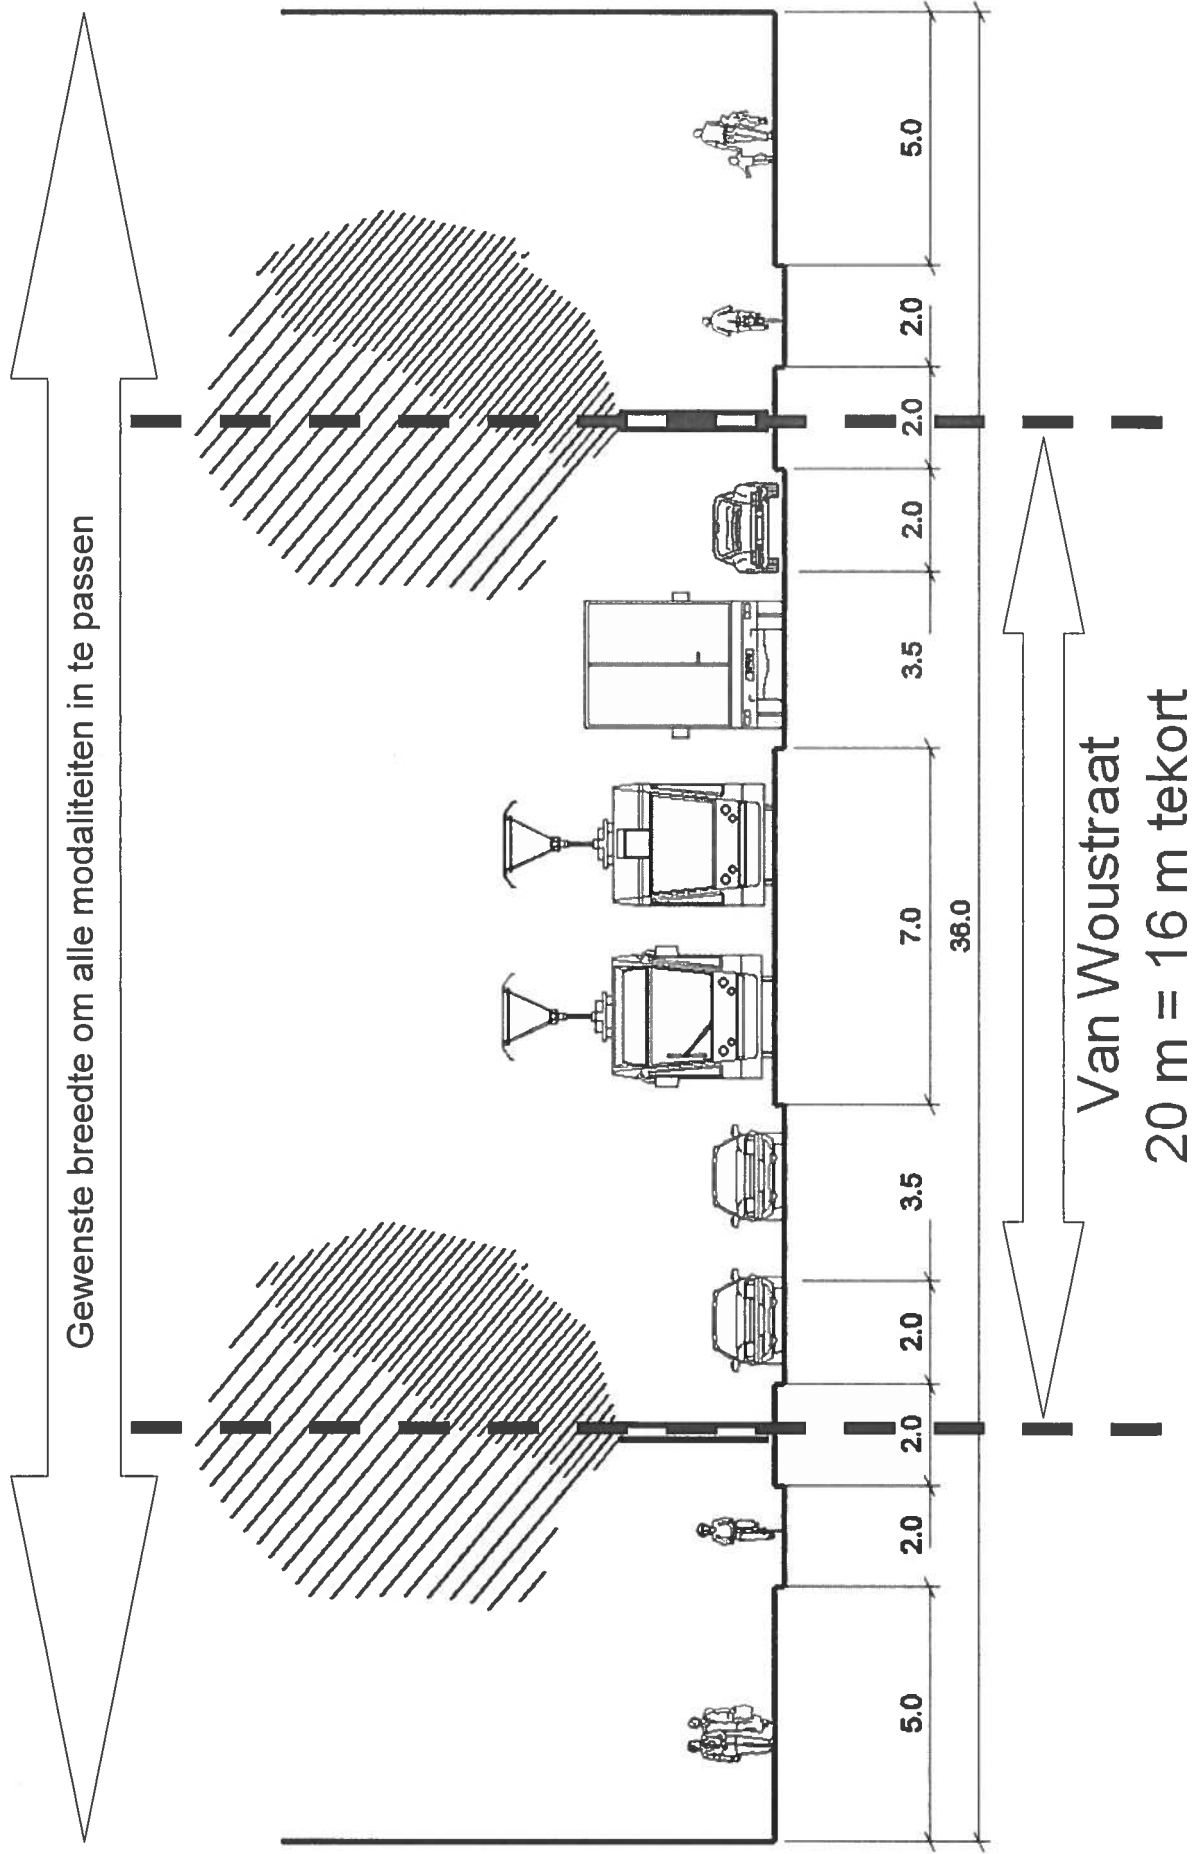 Gewenste breedte om alle modaliteiten in te passen
5.0 2.0 2.0 2.0 3.5 7.0 3.5 2.0 2.0 2.0 5.0
36.0
Van Woustraat
20 m = 16 m tekort